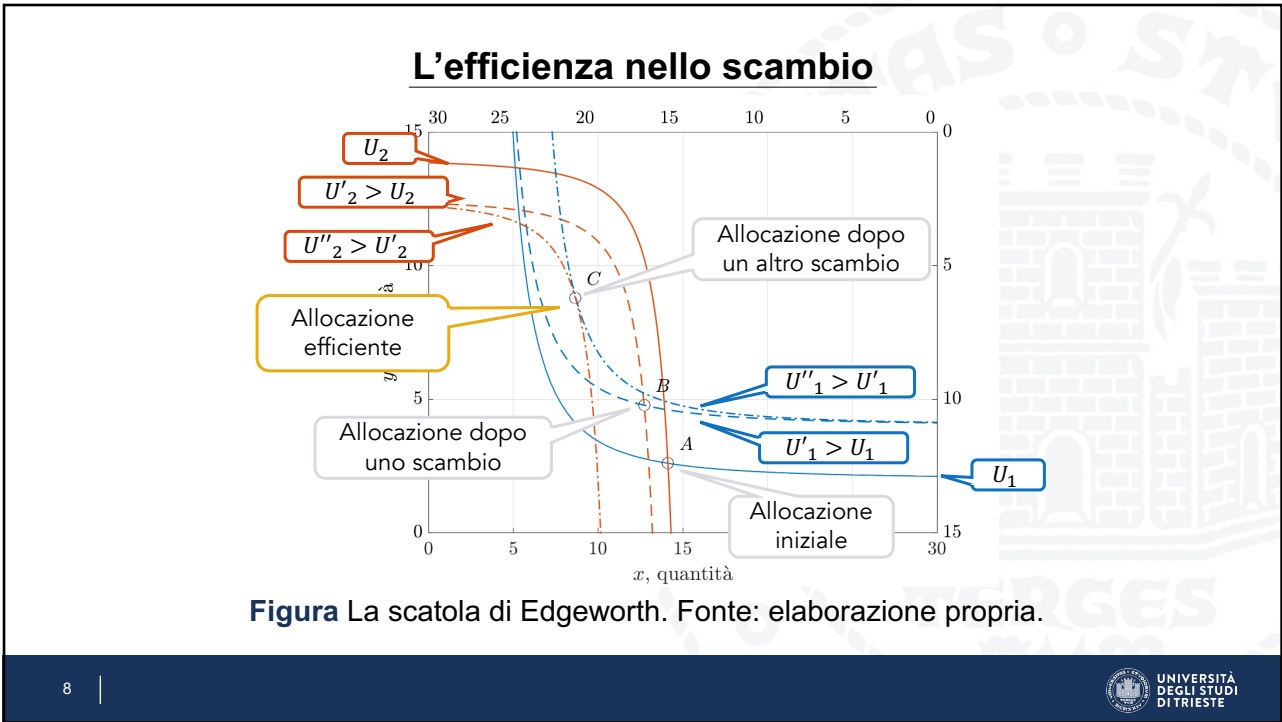 L'efficienza nello scambio
30 25 20 15 10 5 0
15
0
U₂
U'₂ > U₂
U''₂ > U'₂
10
5
Allocazione dopo
un altro scambio
C
Allocazione
efficiente
à
y
U''₁ > U'₁
B
5
10
Allocazione dopo
uno scambio
A
U'₁ > U₁
U₁
Allocazione
iniziale
0
15
0 5 10 15 30
x, quantità
Figura La scatola di Edgeworth. Fonte: elaborazione propria.
8
UNIVERSITÀ
DEGLI STUDI
DI TRIESTE